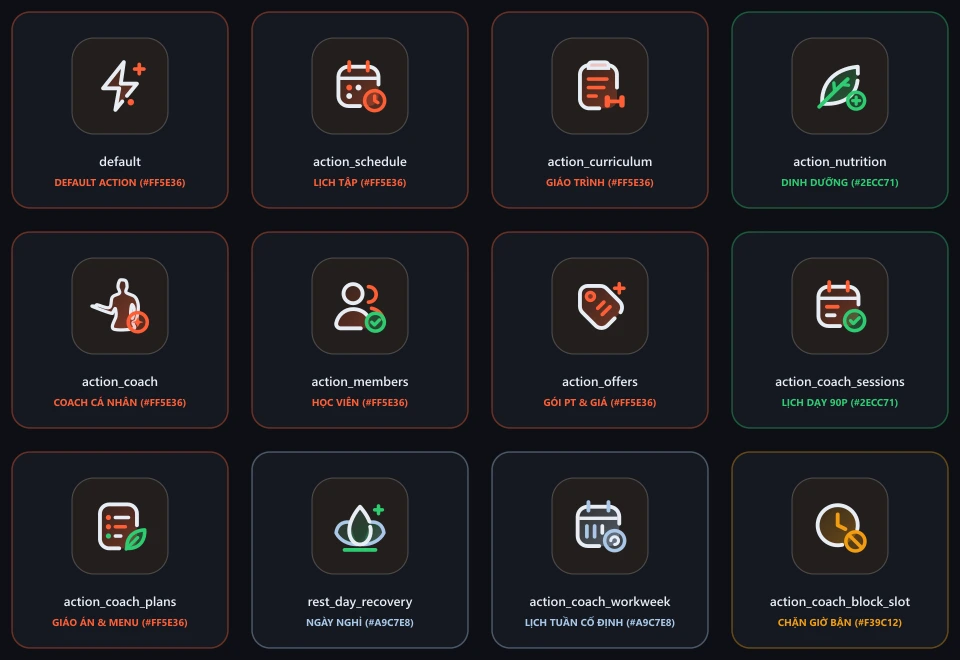 default
DEFAULT ACTION (#FF5E36)
action_schedule
LỊCH TẬP (#FF5E36)
action_curriculum
GIÁO TRÌNH (#FF5E36)
action_nutrition
DINH DƯỠNG (#2ECC71)
action_coach
COACH CÁ NHÂN (#FF5E36)
action_members
HỌC VIÊN (#FF5E36)
action_offers
GÓI PT & GIÁ (#FF5E36)
action_coach_sessions
LỊCH DẠY 90P (#2ECC71)
action_coach_plans
GIÁO ÁN & MENU (#FF5E36)
rest_day_recovery
NGÀY NGHỈ (#A9C7E8)
action_coach_workweek
LỊCH TUẦN CỐ ĐỊNH (#A9C7E8)
action_coach_block_slot
CHẶN GIỜ BẬN (#F39C12)